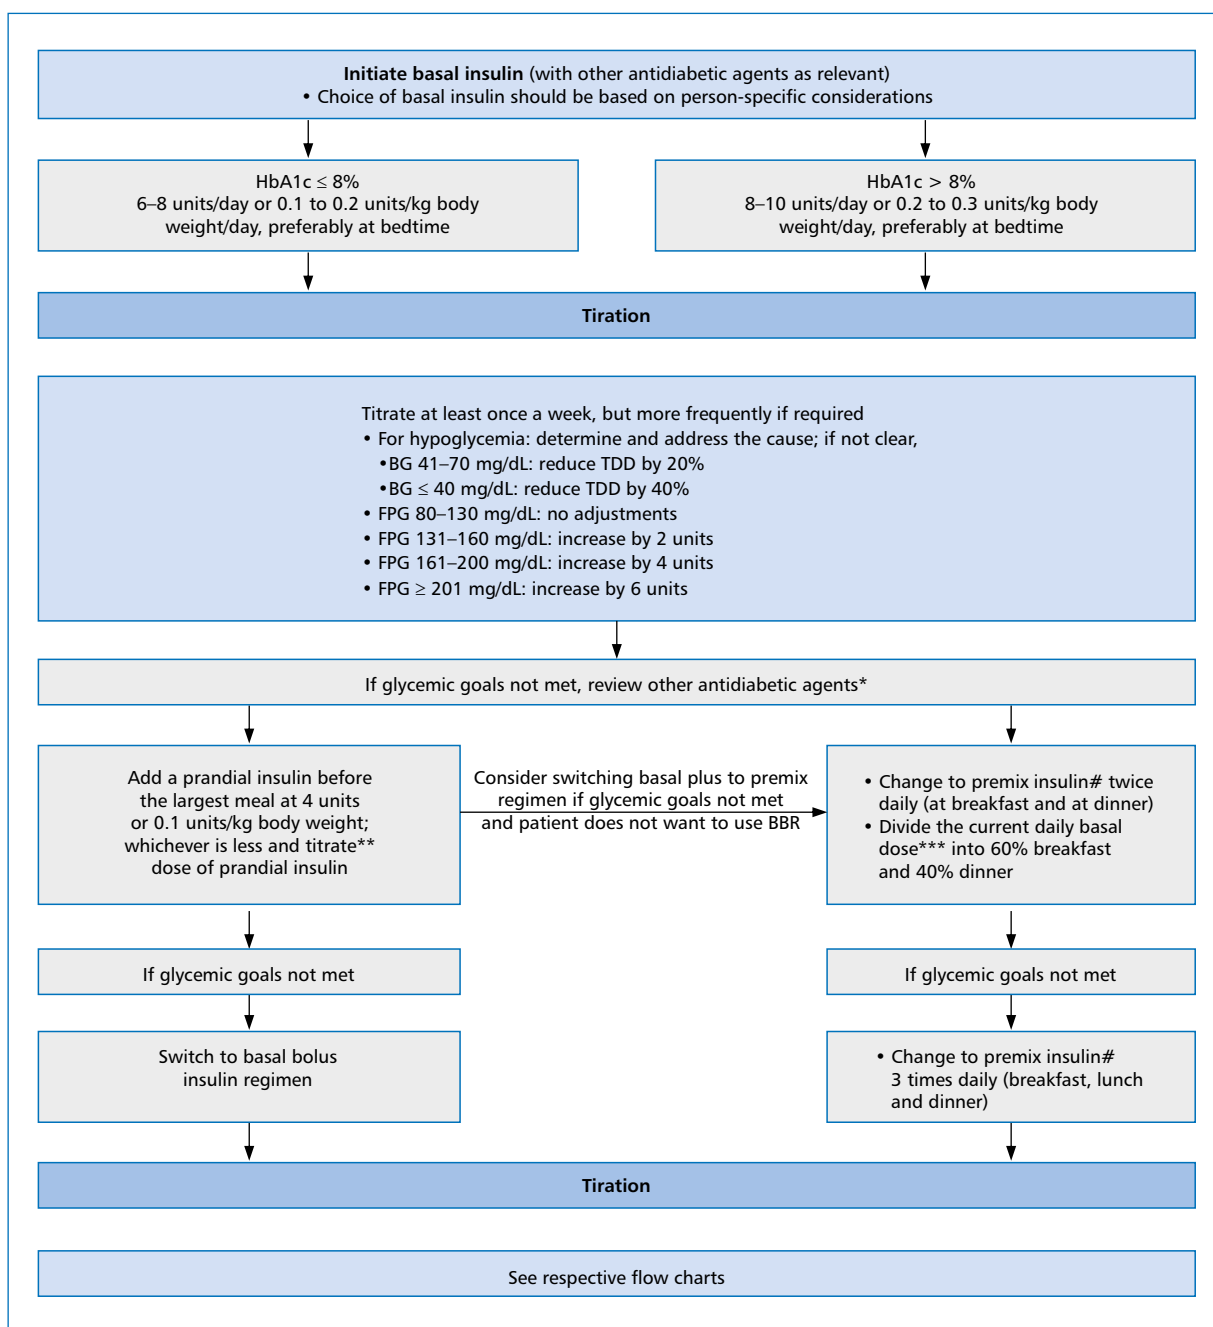 Initiate basal insulin (with other antidiabetic agents as relevant)
• Choice of basal insulin should be based on person-specific considerations
HbA1c ≤ 8%
6–8 units/day or 0.1 to 0.2 units/kg body
weight/day, preferably at bedtime
HbA1c > 8%
8–10 units/day or 0.2 to 0.3 units/kg body
weight/day, preferably at bedtime
Tiration
Titrate at least once a week, but more frequently if required
• For hypoglycemia: determine and address the cause; if not clear,
•BG 41–70 mg/dL: reduce TDD by 20%
•BG ≤ 40 mg/dL: reduce TDD by 40%
• FPG 80–130 mg/dL: no adjustments
• FPG 131–160 mg/dL: increase by 2 units
• FPG 161–200 mg/dL: increase by 4 units
• FPG ≥ 201 mg/dL: increase by 6 units
If glycemic goals not met, review other antidiabetic agents*
Add a prandial insulin before
the largest meal at 4 units
or 0.1 units/kg body weight;
whichever is less and titrate**
dose of prandial insulin
Consider switching basal plus to premix
regimen if glycemic goals not met
and patient does not want to use BBR
• Change to premix insulin# twice
daily (at breakfast and at dinner)
• Divide the current daily basal
dose*** into 60% breakfast
and 40% dinner
If glycemic goals not met
If glycemic goals not met
Switch to basal bolus
insulin regimen
• Change to premix insulin#
3 times daily (breakfast, lunch
and dinner)
Tiration
See respective flow charts